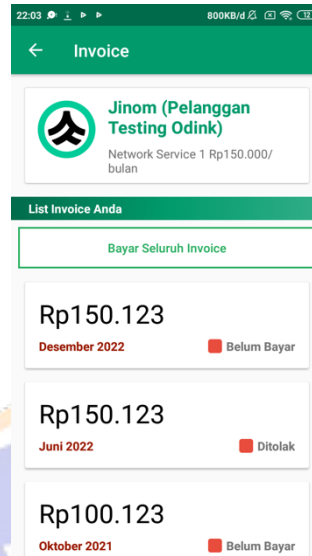 22:03
800KB/d
Invoice
Jinom (Pelanggan
Testing Odink)
Network Service 1 Rp150.000/
bulan
List Invoice Anda
Bayar Seluruh Invoice
Rp150.123
Desember 2022
Belum Bayar
Rp150.123
Juni 2022
Ditolak
Rp100.123
Oktober 2021
Belum Bayar